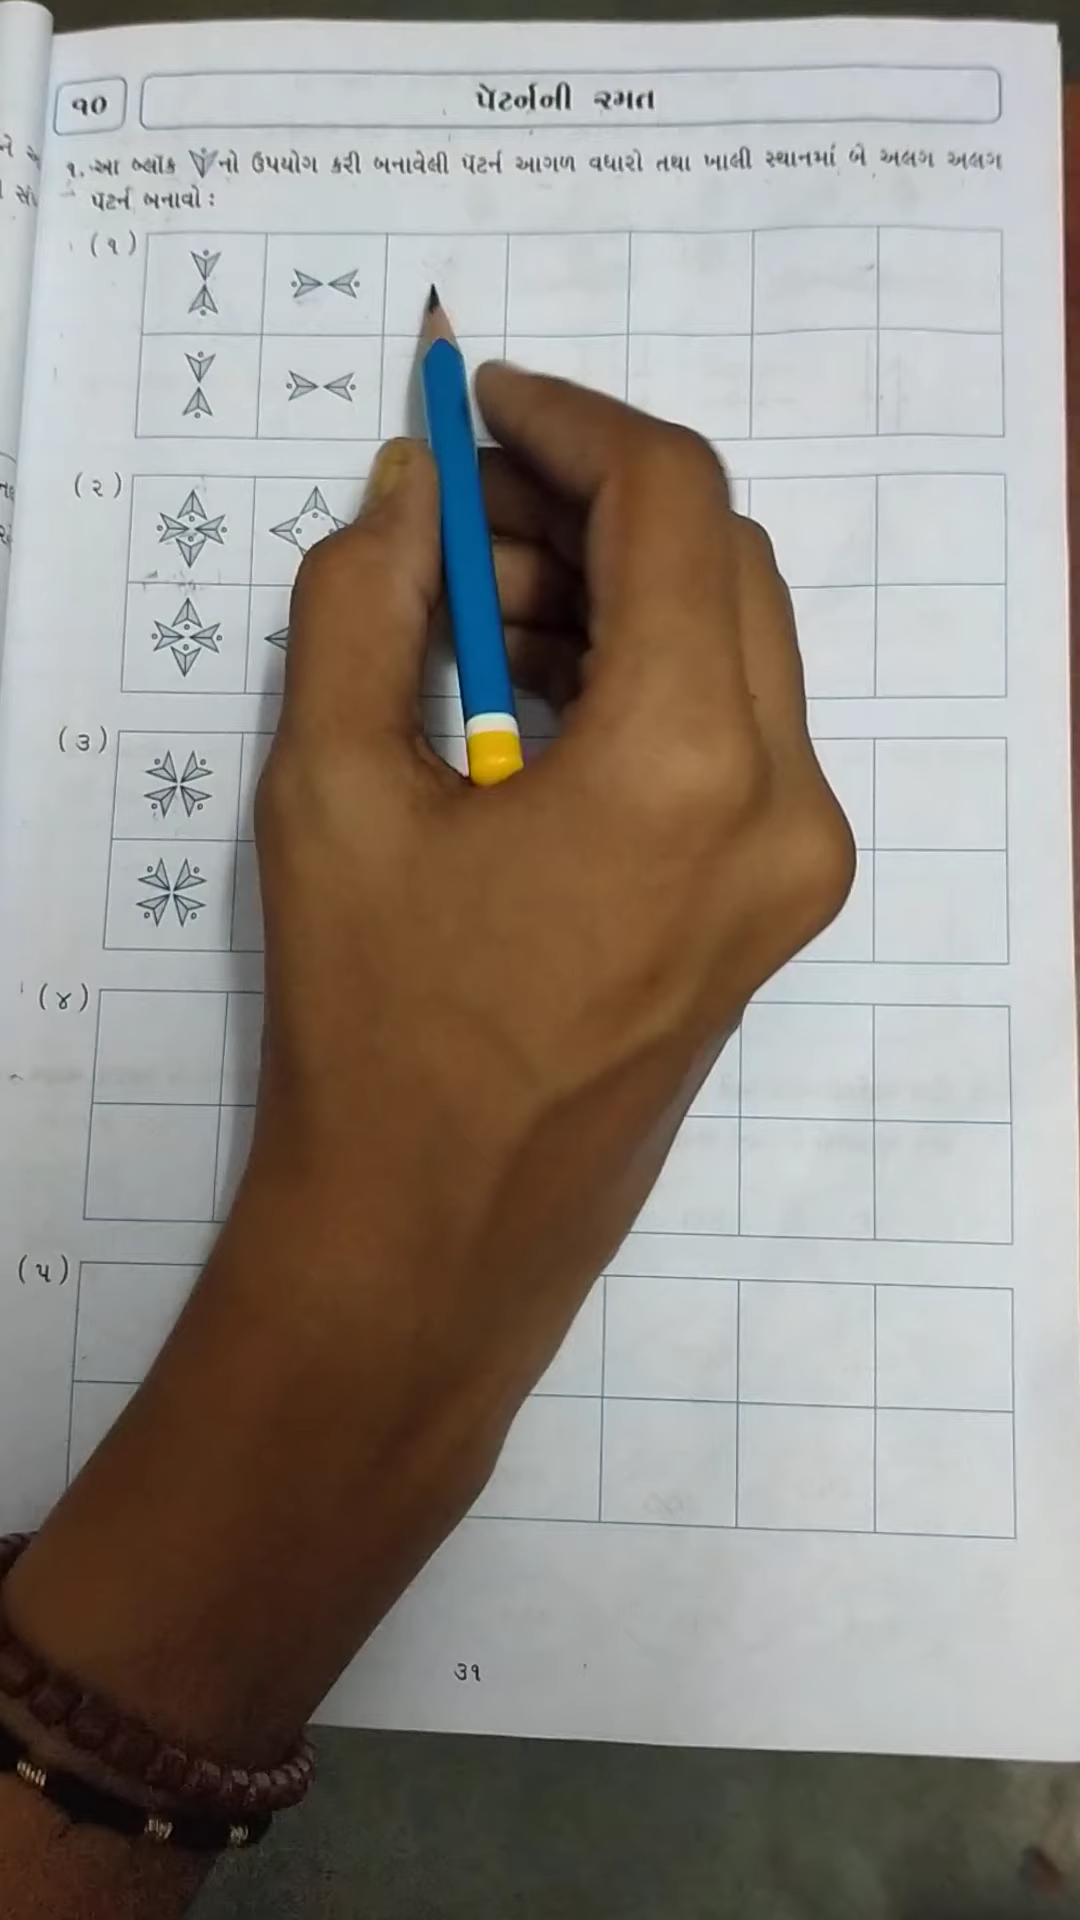 ૧૦
પેટર્નની રમત
૧. આ બ્લૉક નો ઉપયોગ કરી બનાવેલી પૅટર્ન આગળ વધારો તથા ખાલી સ્થાનમાં બે અલગ અલગ
પૅટર્ન બનાવો :
(૧)
(૨)
(૩)
(૪)
(૫)
૩૧